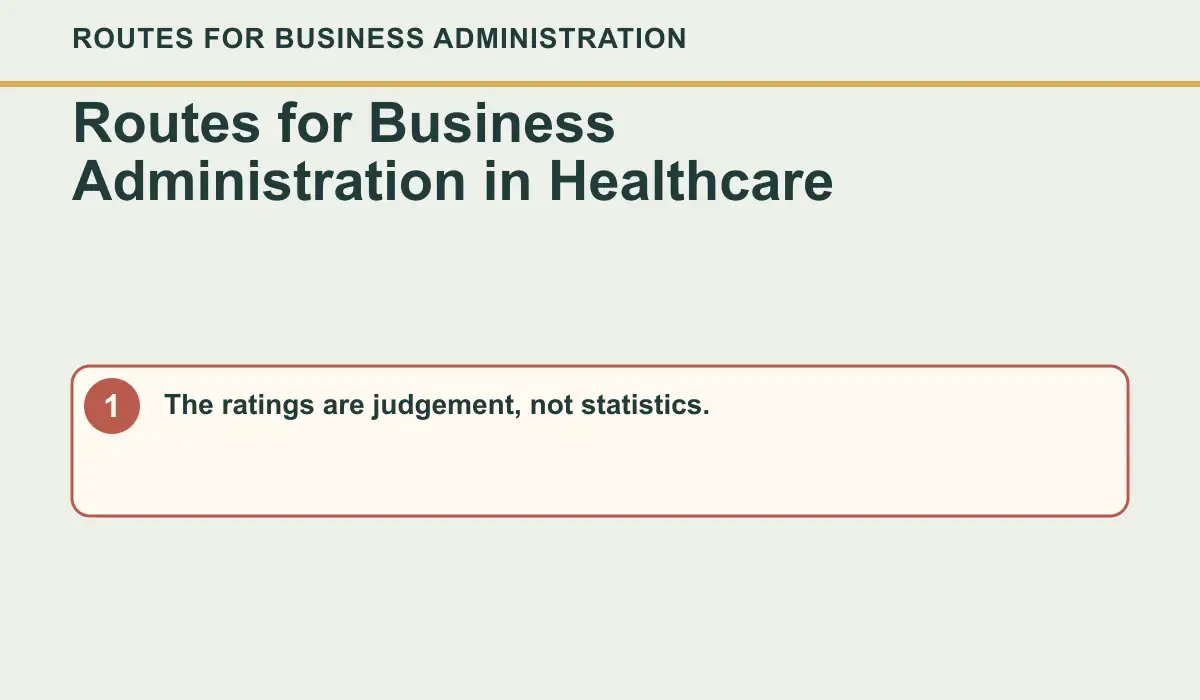 ROUTES FOR BUSINESS ADMINISTRATION
Routes for Business
Administration in Healthcare
1
The ratings are judgement, not statistics.